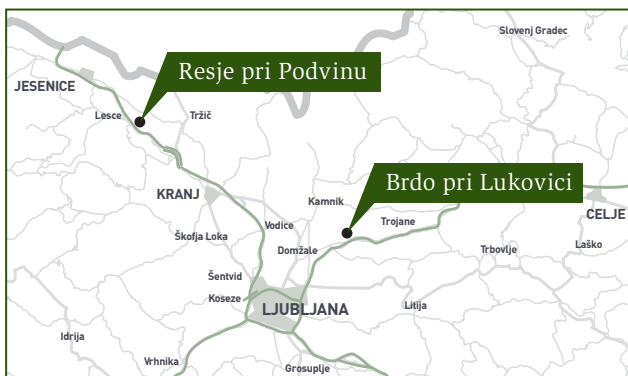 Slovenj Gradec
Resje pri Podvinu
JESENICE
Lesce
Tržič
Brdo pri Lukovici
KRANJ
Kamnik
CELJE
Trojane
Vodice
Škofja Loka
Domžale
Laško
Trbovlje
Šentvid
Koseze
LJUBLJANA
Litija
Idrija
Vrhnika
Grosuplje